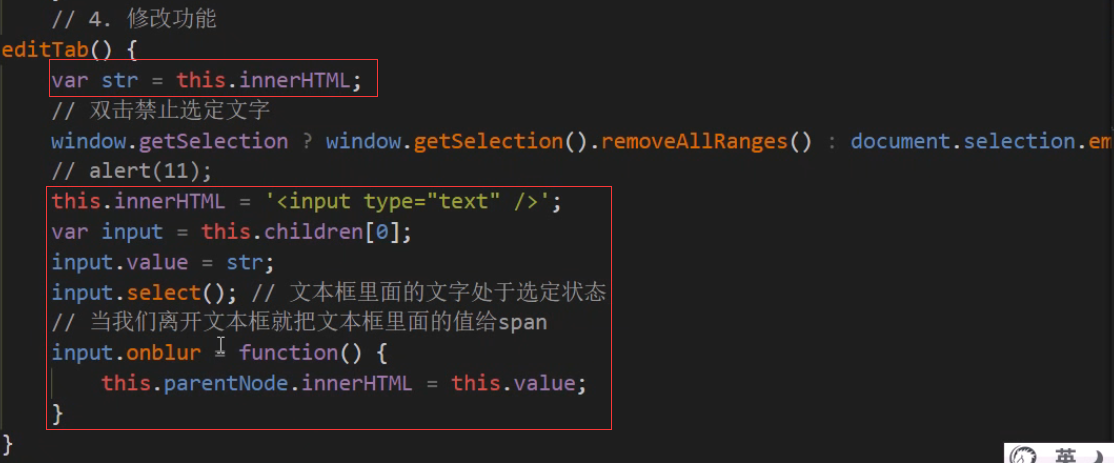 // 4. 修改功能
editTab() {
var str = this.innerHTML;
// 双击禁止选定文字
window.getSelection ? window.getSelection().removeAllRanges() : document.selection.em
// alert(11);
this.innerHTML = '<input type="text" />';
var input = this.children[0];
input.value = str;
input.select(); // 文本框里面的文字处于选定状态
// 当我们离开文本框就把文本框里面的值给span
input.onblur = function() {
this.parentNode.innerHTML = this.value;
}
}
英